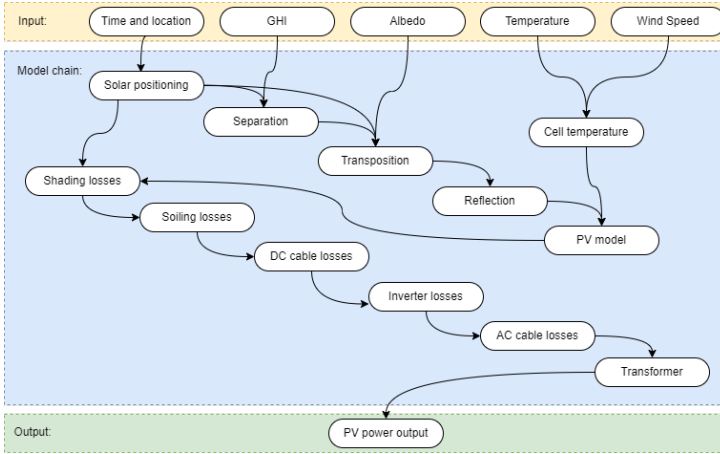 Input:
Time and location
GHI
Albedo
Temperature
Wind Speed
Model chain:
Solar positioning
Separation
Cell temperature
Transposition
Shading losses
Reflection
Soiling losses
PV model
DC cable losses
Inverter losses
AC cable losses
Transformer
Output:
PV power output